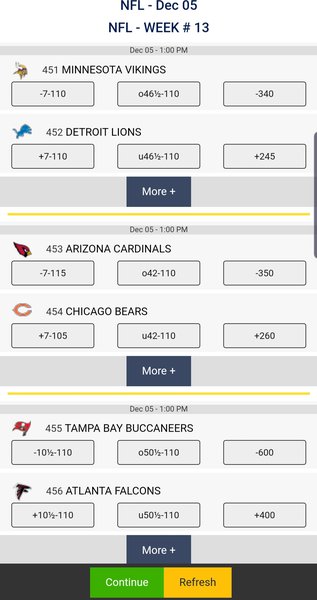 NFL - Dec 05
NFL - WEEK # 13
Dec 05 - 1:00 PM
451 MINNESOTA VIKINGS
-7-110 o46½-110 -340
452 DETROIT LIONS
+7-110 u46½-110 +245
More +
Dec 05 - 1:00 PM
453 ARIZONA CARDINALS
-7-115 o42-110 -350
454 CHICAGO BEARS
+7-105 u42-110 +260
More +
Dec 05 - 1:00 PM
455 TAMPA BAY BUCCANEERS
-10½-110 o50½-110 -600
456 ATLANTA FALCONS
+10½-110 u50½-110 +400
More +
Continue Refresh